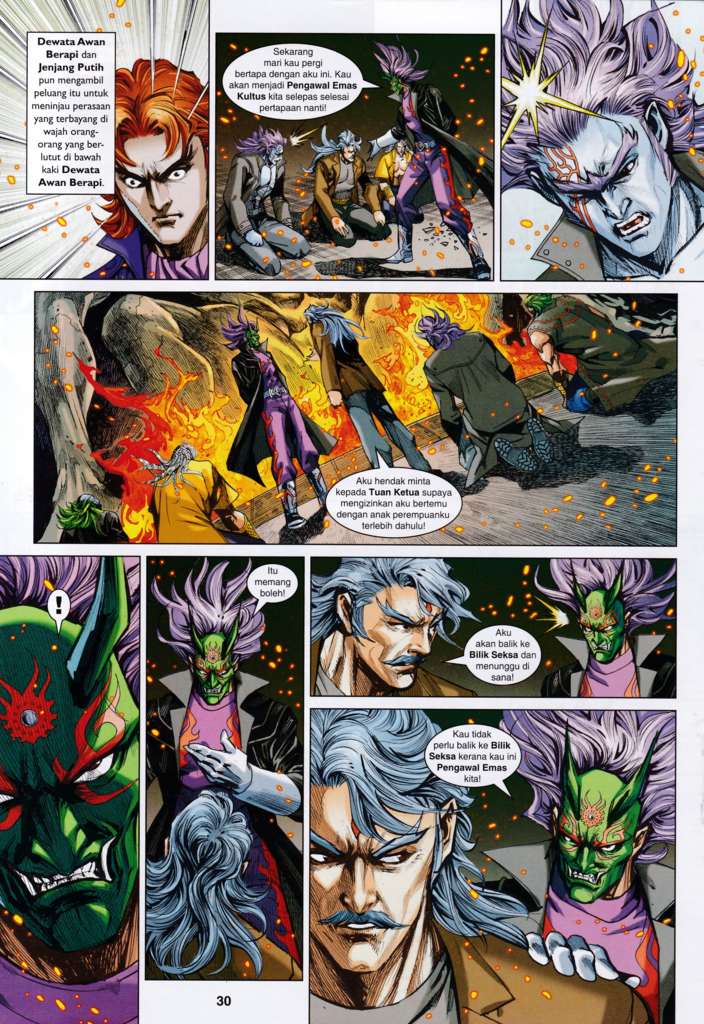 Dewata Awan
Berapi dan
Jenjang Putih
pun mengambil
peluang itu untuk
meninjau perasaan
yang terbayang di
wajah orang-
orang yang ber-
lutut di bawah
kaki Dewata
Awan Berapi.
Sekarang
mari kau pergi
bertapa dengan aku ini. Kau
akan menjadi Pengawal Emas
Kultus kita selepas selesai
pertapaan nanti!
Aku hendak minta
kepada Tuan Ketua supaya
mengizinkan aku bertemu
dengan anak perempuanku
terlebih dahulu!
!
Itu
memang
boleh!
Aku
akan balik ke
Bilik Seksa dan
menunggu di
sana!
Kau tidak
perlu balik ke Bilik
Seksa kerana kau ini
Pengawal Emas
kita!
30